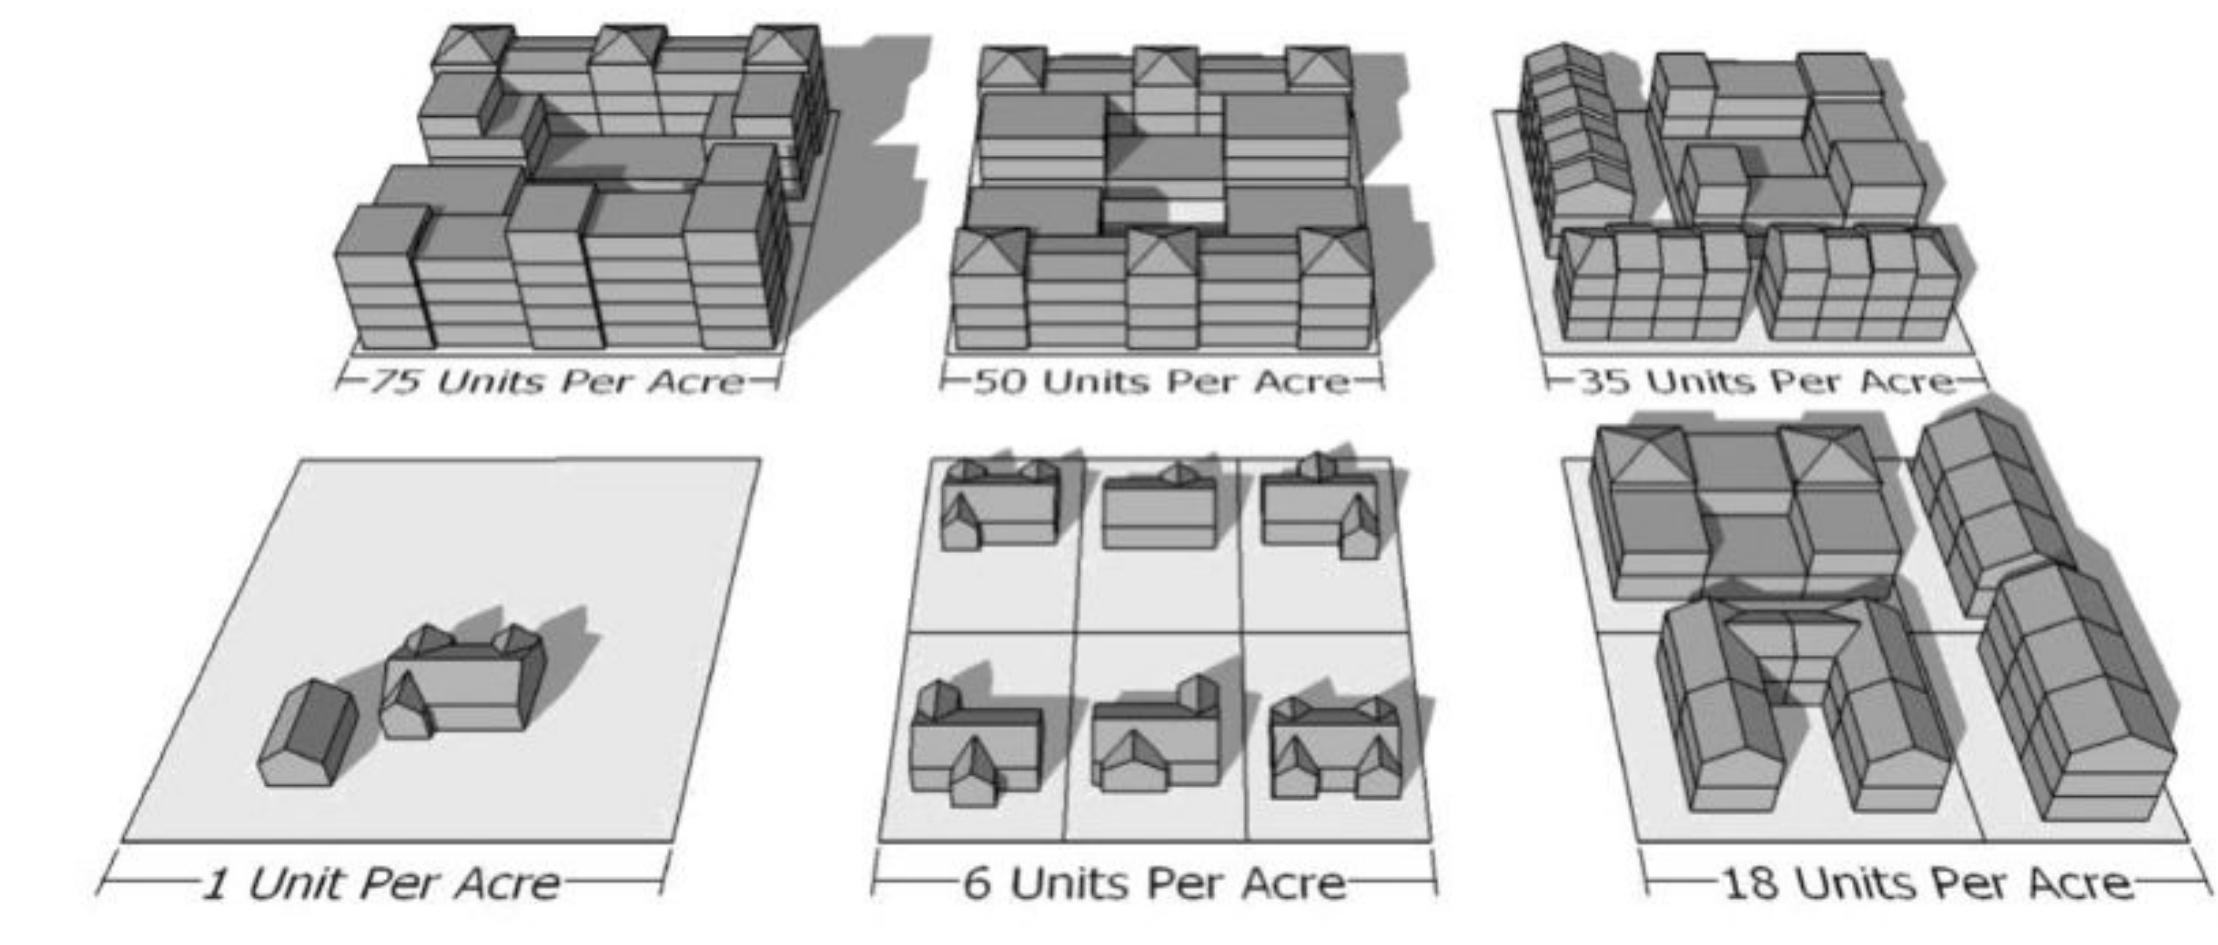 75 Units Per Acre
50 Units Per Acre
35 Units Per Acre
1 Unit Per Acre
6 Units Per Acre
18 Units Per Acre